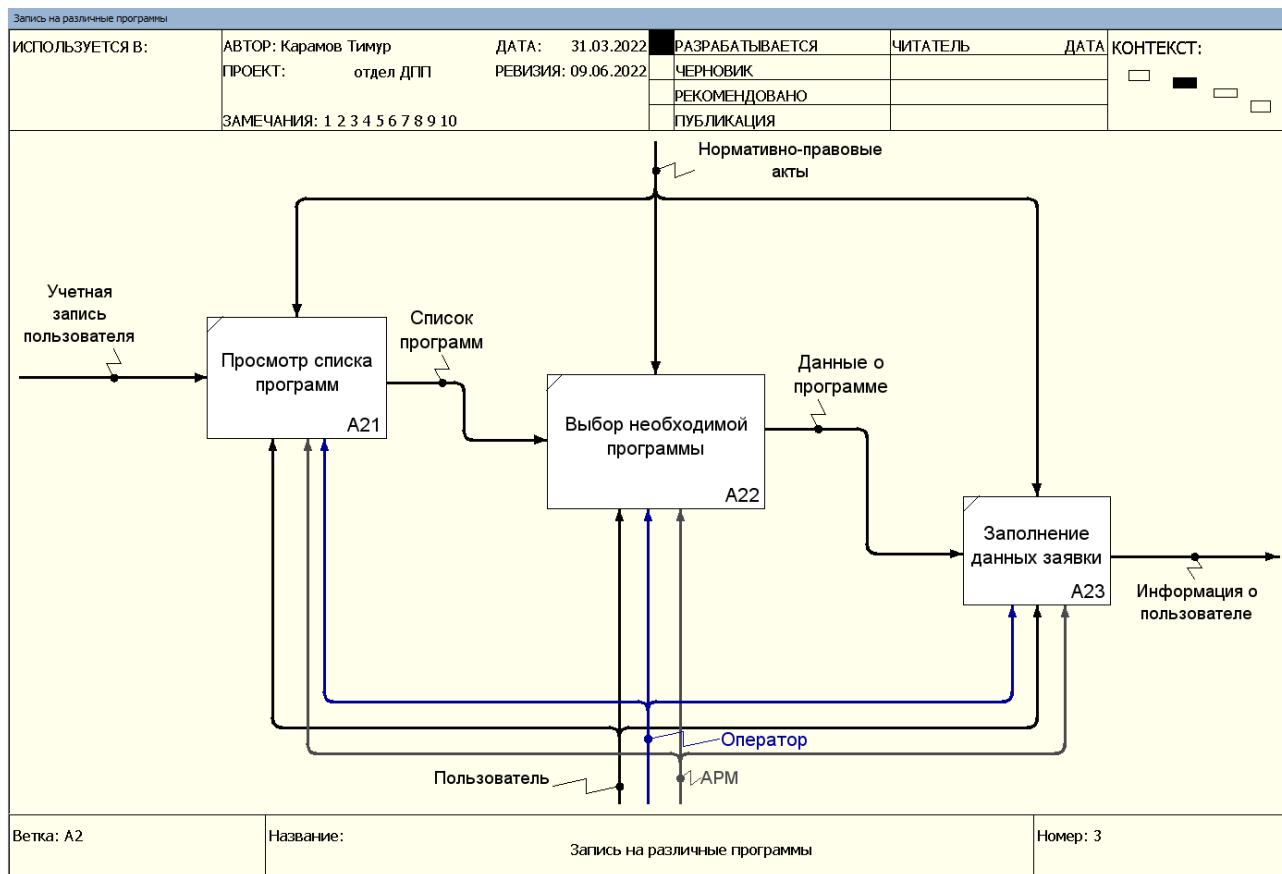 Запись на различные программы
ИСПОЛЬЗУЕТСЯ В:
АВТОР: Карамов Тимур
ДАТА: 31.03.2022
ПРОЕКТ: отдел ДПП
РЕВИЗИЯ: 09.06.2022
ЗАМЕЧАНИЯ: 1 2 3 4 5 6 7 8 9 10
РАЗРАБАТЫВАЕТСЯ
ЧЕРНОВИК
РЕКОМЕНДОВАНО
ПУБЛИКАЦИЯ
ЧИТАТЕЛЬ
ДАТА
КОНТЕКСТ:
Нормативно-правовые
акты
Учетная
запись
пользователя
Просмотр списка
программ
A21
Список
программ
Выбор необходимой
программы
A22
Данные о
программе
Заполнение
данных заявки
A23
Информация о
пользователе
Оператор
Пользователь
АРМ
Ветка: A2
Название:
Запись на различные программы
Номер: 3